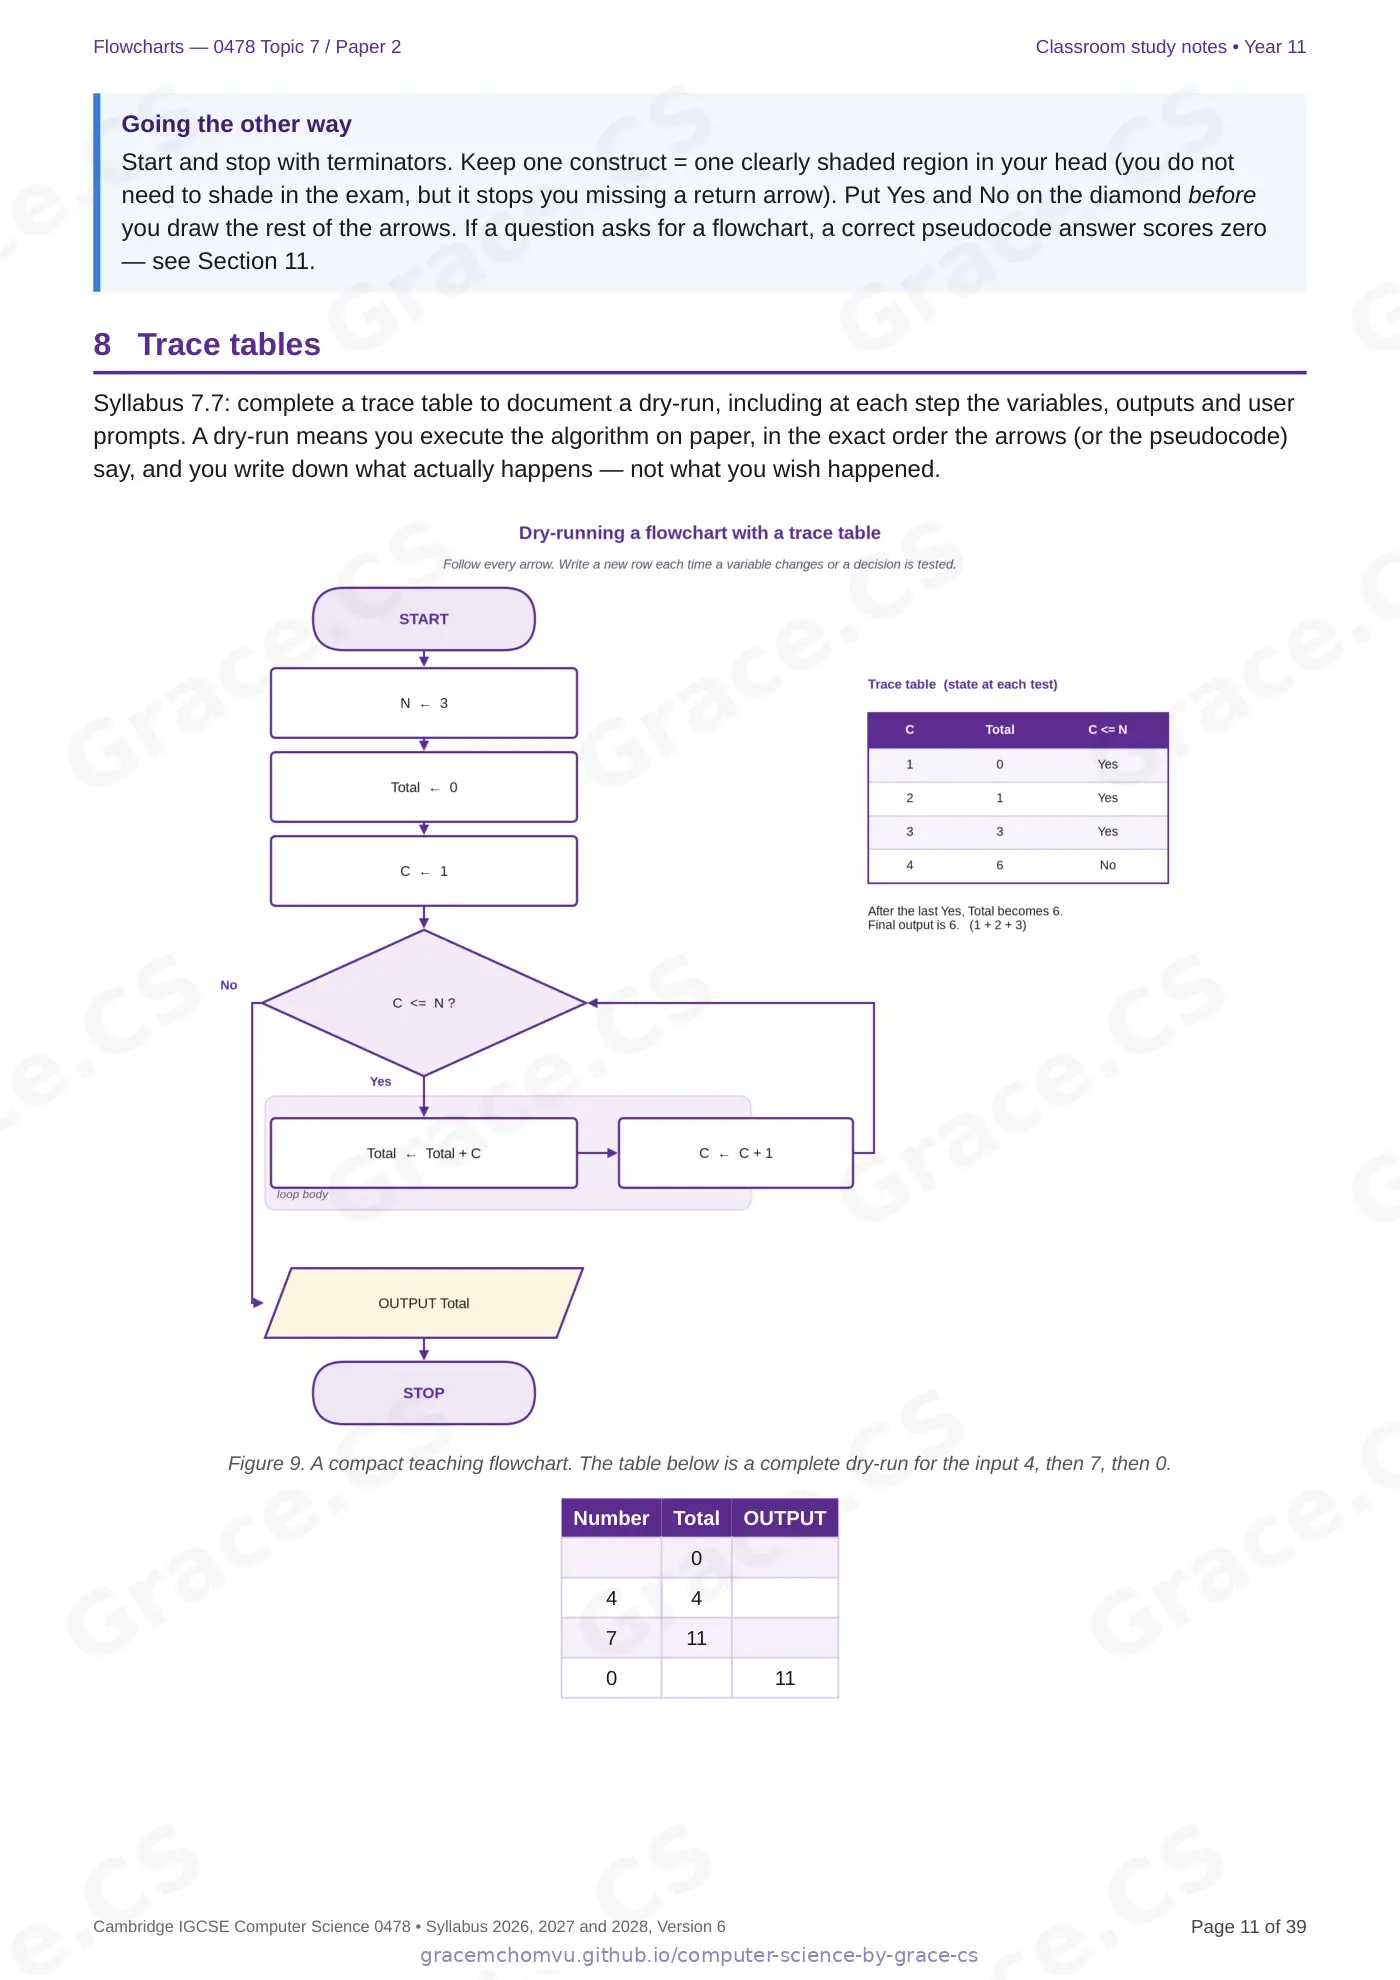 Flowcharts — 0478 Topic 7 / Paper 2
Classroom study notes • Year 11
Going the other way
Start and stop with terminators. Keep one construct = one clearly shaded region in your head (you do not
need to shade in the exam, but it stops you missing a return arrow). Put Yes and No on the diamond before
you draw the rest of the arrows. If a question asks for a flowchart, a correct pseudocode answer scores zero
— see Section 11.
8 Trace tables
Syllabus 7.7: complete a trace table to document a dry-run, including at each step the variables, outputs and user
prompts. A dry-run means you execute the algorithm on paper, in the exact order the arrows (or the pseudocode)
say, and you write down what actually happens — not what you wish happened.
Dry-running a flowchart with a trace table
Follow every arrow. Write a new row each time a variable changes or a decision is tested.
START
N ← 3
Total ← 0
C ← 1
C <= N ?
No
Yes
Total ← Total + C
C ← C + 1
loop body
OUTPUT Total
STOP
Trace table (state at each test)
C Total C <= N
1 0 Yes
2 1 Yes
3 3 Yes
4 6 No
After the last Yes, Total becomes 6.
Final output is 6. (1 + 2 + 3)
Figure 9. A compact teaching flowchart. The table below is a complete dry-run for the input 4, then 7, then 0.
Number Total OUTPUT
0
4 4
7 11
0 11
Cambridge IGCSE Computer Science 0478 • Syllabus 2026, 2027 and 2028, Version 6
Page 11 of 39
gracemchomvu.github.io/computer-science-by-grace-cs
Grace.CS